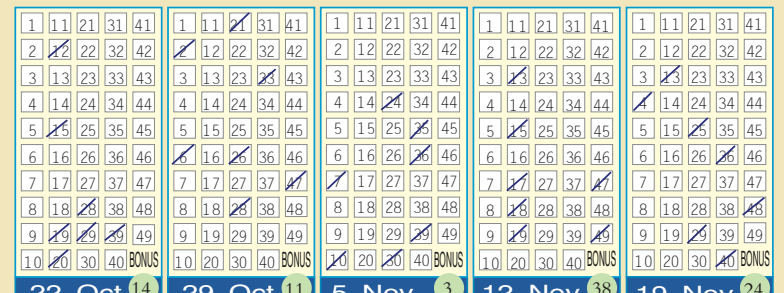 1 11 21 31 41
2 12 22 32 42
3 13 23 33 43
4 14 24 34 44
5 15 25 35 45
6 16 26 36 46
7 17 27 37 47
8 18 28 38 48
9 19 29 39 49
10 20 30 40 BONUS
22 Oct 14
1 11 21 31 41
2 12 22 32 42
3 13 23 33 43
4 14 24 34 44
5 15 25 35 45
6 16 26 36 46
7 17 27 37 47
8 18 28 38 48
9 19 29 39 49
10 20 30 40 BONUS
29 Oct 11
1 11 21 31 41
2 12 22 32 42
3 13 23 33 43
4 14 24 34 44
5 15 25 35 45
6 16 26 36 46
7 17 27 37 47
8 18 28 38 48
9 19 29 39 49
10 20 30 40 BONUS
5 Nov 3
1 11 21 31 41
2 12 22 32 42
3 13 23 33 43
4 14 24 34 44
5 15 25 35 45
6 16 26 36 46
7 17 27 37 47
8 18 28 38 48
9 19 29 39 49
10 20 30 40 BONUS
12 Nov 38
1 11 21 31 41
2 12 22 32 42
3 13 23 33 43
4 14 24 34 44
5 15 25 35 45
6 16 26 36 46
7 17 27 37 47
8 18 28 38 48
9 19 29 39 49
10 20 30 40 BONUS
19 Nov 24